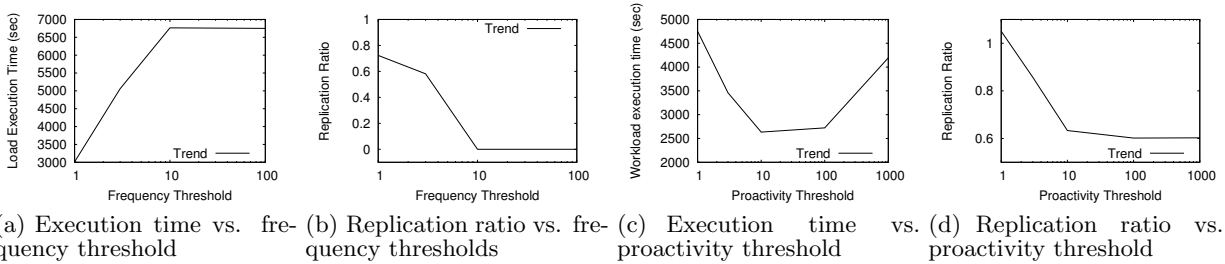 Load Execution Time (sec)
7000
6500
6000
5500
5000
4500
4000
3500
3000
Trend
1
10
100
Frequency Threshold
Replication Ratio
1
0.8
0.6
0.4
0.2
0
Trend
1
10
100
Frequency Threshold
Workload execution time (sec)
5000
4500
4000
3500
3000
2500
2000
Trend
1
10
100
1000
Proactivity Threshold
Replication Ratio
1
0.8
0.6
Trend
1
10
100
1000
Proactivity Threshold
(a) Execution time vs. fre-
quency threshold
(b) Replication ratio vs. fre-
quency thresholds
(c) Execution time vs.
proactivity threshold
(d) Replication ratio vs.
proactivity threshold